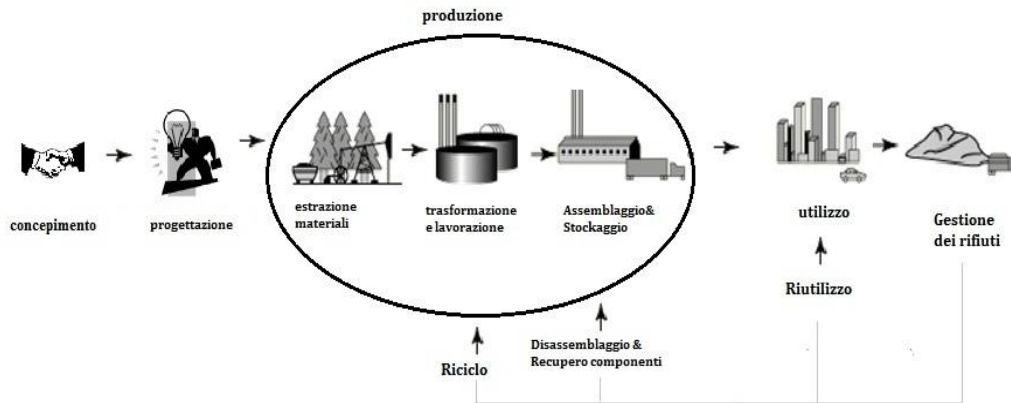 produzione
concepimento
progettazione
estrazione
materiali
trasformazione
e lavorazione
Assemblaggio&
Stockaggio
utilizzo
Gestione
dei rifiuti
Riutilizzo
Disassemblaggio &
Recupero componenti
Riciclo